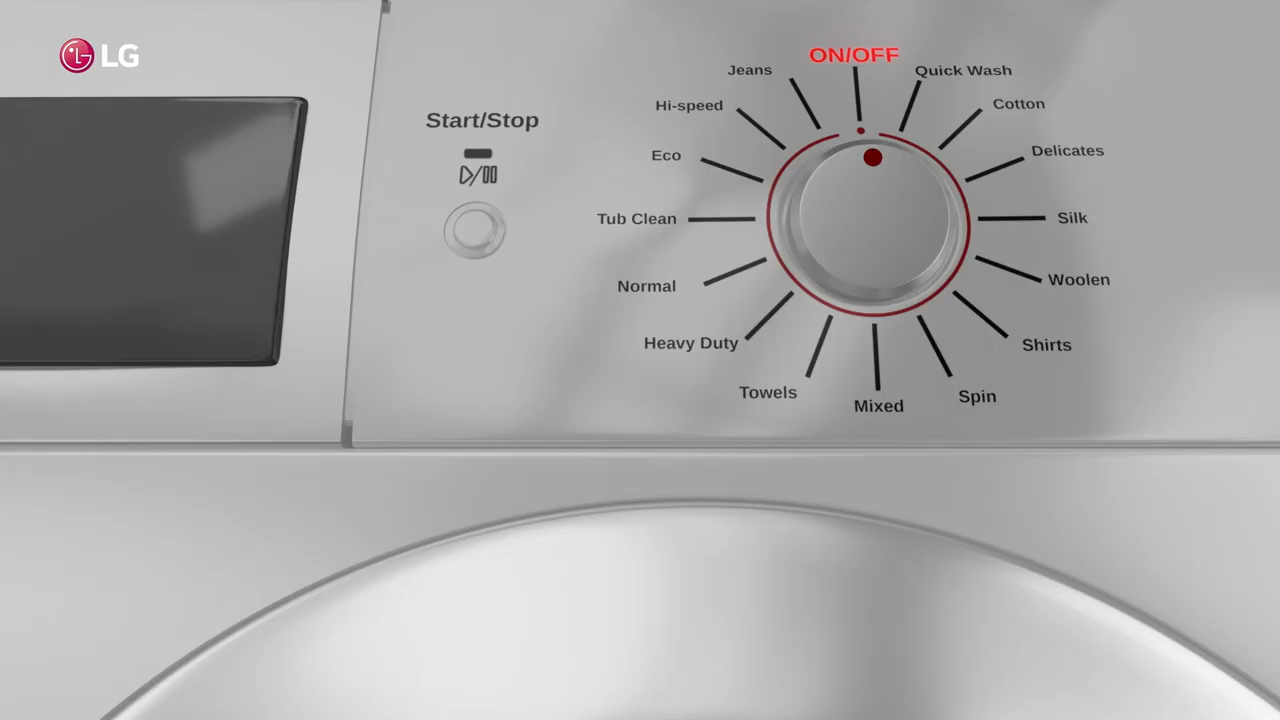 LG
ON/OFF
Jeans
Quick Wash
Hi-speed
Cotton
Start/Stop
Eco
Delicates
Tub Clean
Silk
Normal
Woolen
Heavy Duty
Shirts
Towels
Mixed
Spin